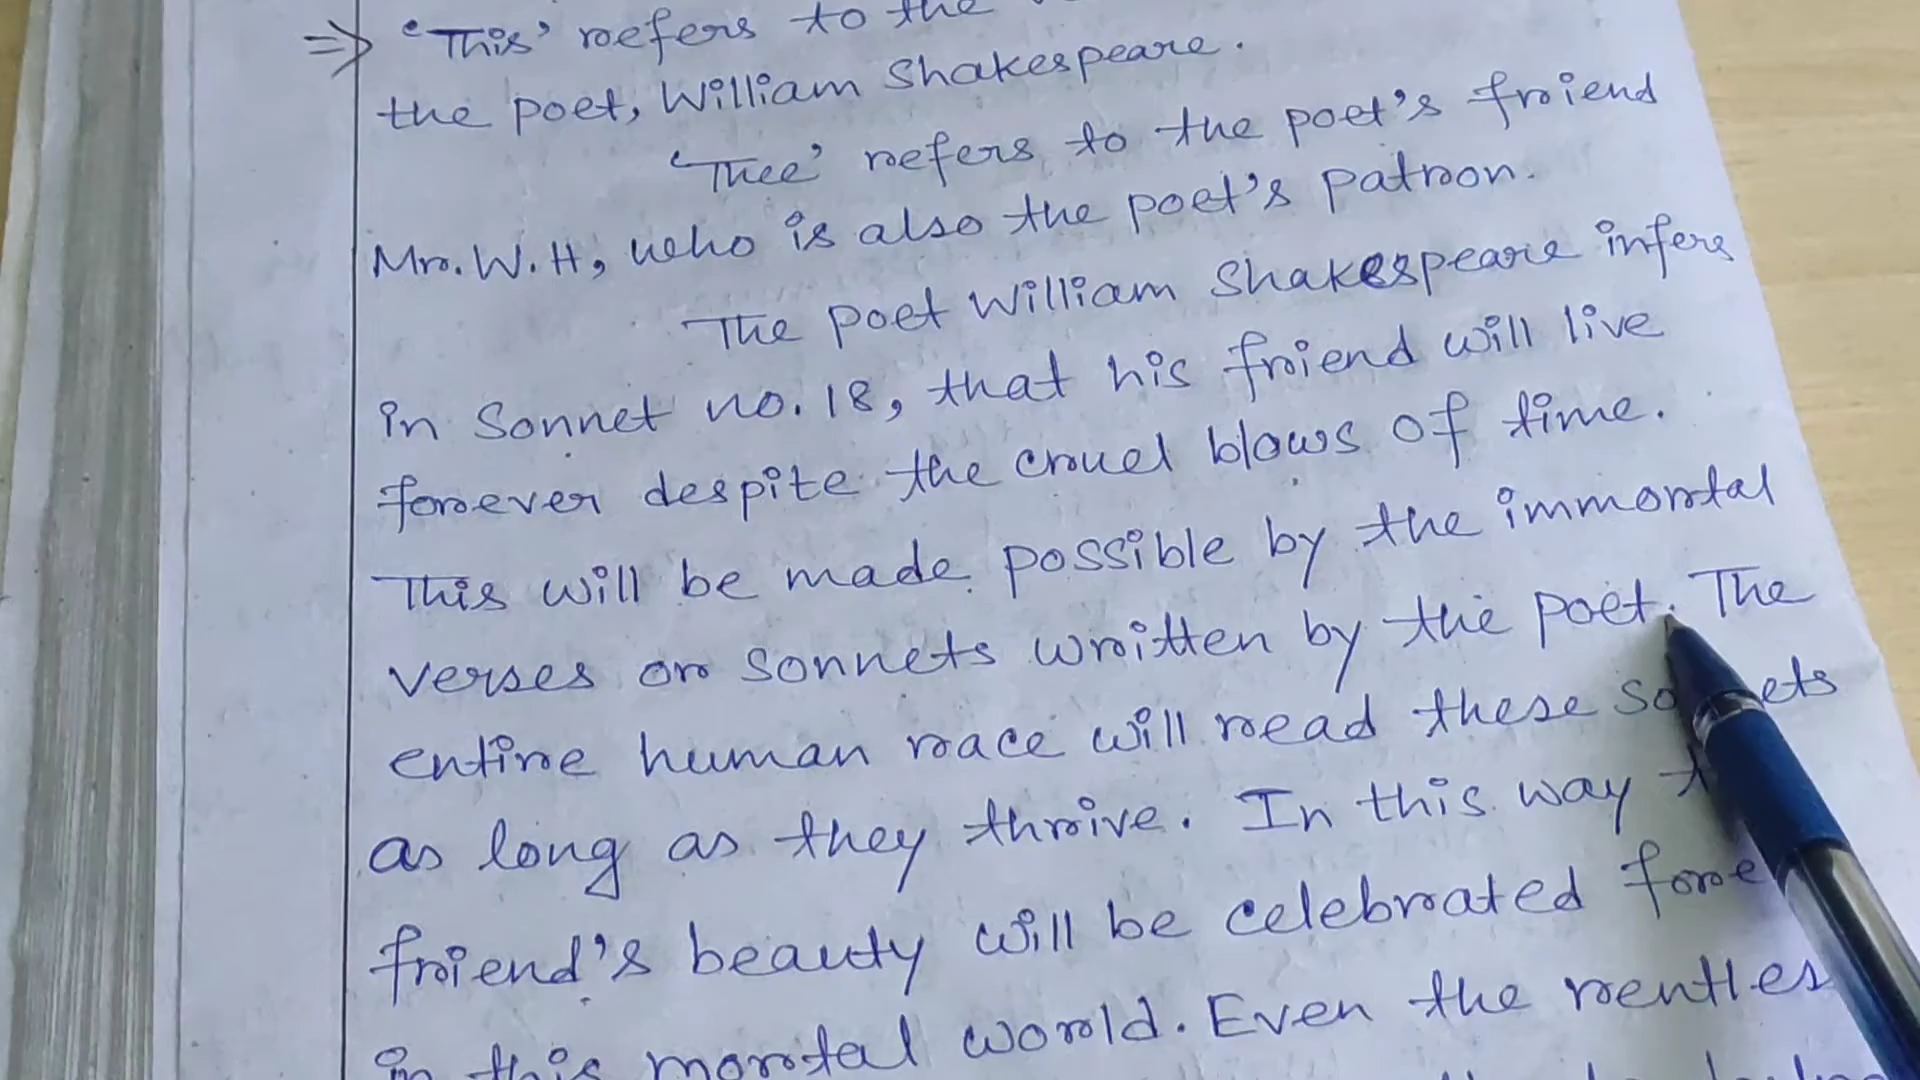 ⇒ 'This' refers to the
the poet, William Shakespeare.
'Thee' refers to the poet's friend
Mr. W. H, who is also the poet's patron.
The poet William Shakespeare infers
in Sonnet no. 18, that his friend will live
forever despite the cruel blows of time.
This will be made possible by the immortal
verses or sonnets written by the poet. The
entire human race will read these
as long as they thrive. In this way
friend's beauty will be celebrated
in this mortal world. Even the